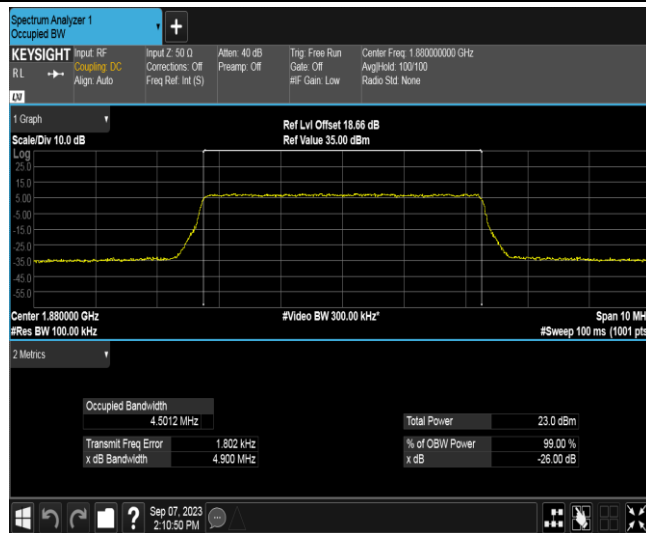 Spectrum Analyzer 1
Occupied BW
+
KEYSIGHT Input: RF Input Z: 50 Ω Atten: 40 dB Trig: Free Run Center Freq: 1.880000000 GHz
RL Coupling: DC Corrections: Off Preamp: Off Gate: Off Avg|Hold: 100/100
Align: Auto Freq Ref: Int (S) #IF Gain: Low Radio Std: None
LXI
1 Graph
Ref Lvl Offset 18.66 dB
Scale/Div 10.0 dB Ref Value 35.00 dBm
Log
25.0
15.0
5.00
-5.00
-15.0
-25.0
-35.0
-45.0
55.0
Center 1.880000 GHz #Video BW 300.00 kHz* Span 10 MH
#Res BW 100.00 kHz #Sweep 100 ms (1001 pts
2 Metrics
Occupied Bandwidth
4.5012 MHz Total Power 23.0 dBm
Transmit Freq Error 1.802 kHz % of OBW Power 99.00 %
x dB Bandwidth 4.900 MHz x dB -26.00 dB
? Sep 07, 2023
2:10:50 PM